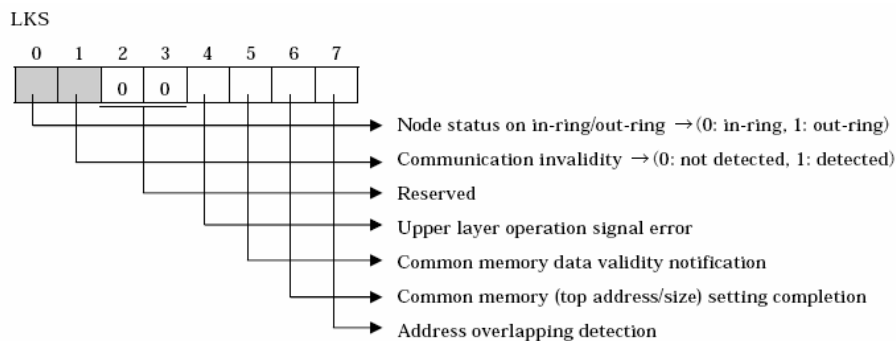 LKS
0 1 2 3 4 5 6 7
0 0
Node status on in-ring/out-ring →(0: in-ring, 1: out-ring)
Communication invalidity →(0: not detected, 1: detected)
Reserved
Upper layer operation signal error
Common memory data validity notification
Common memory (top address/size) setting completion
Address overlapping detection